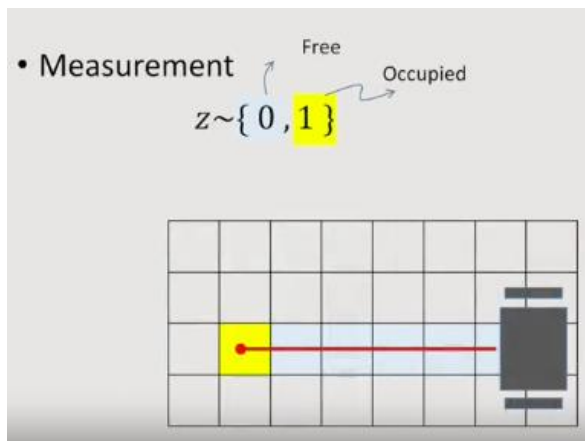 Free
• Measurement
Occupied
z~{ 0 , 1 }